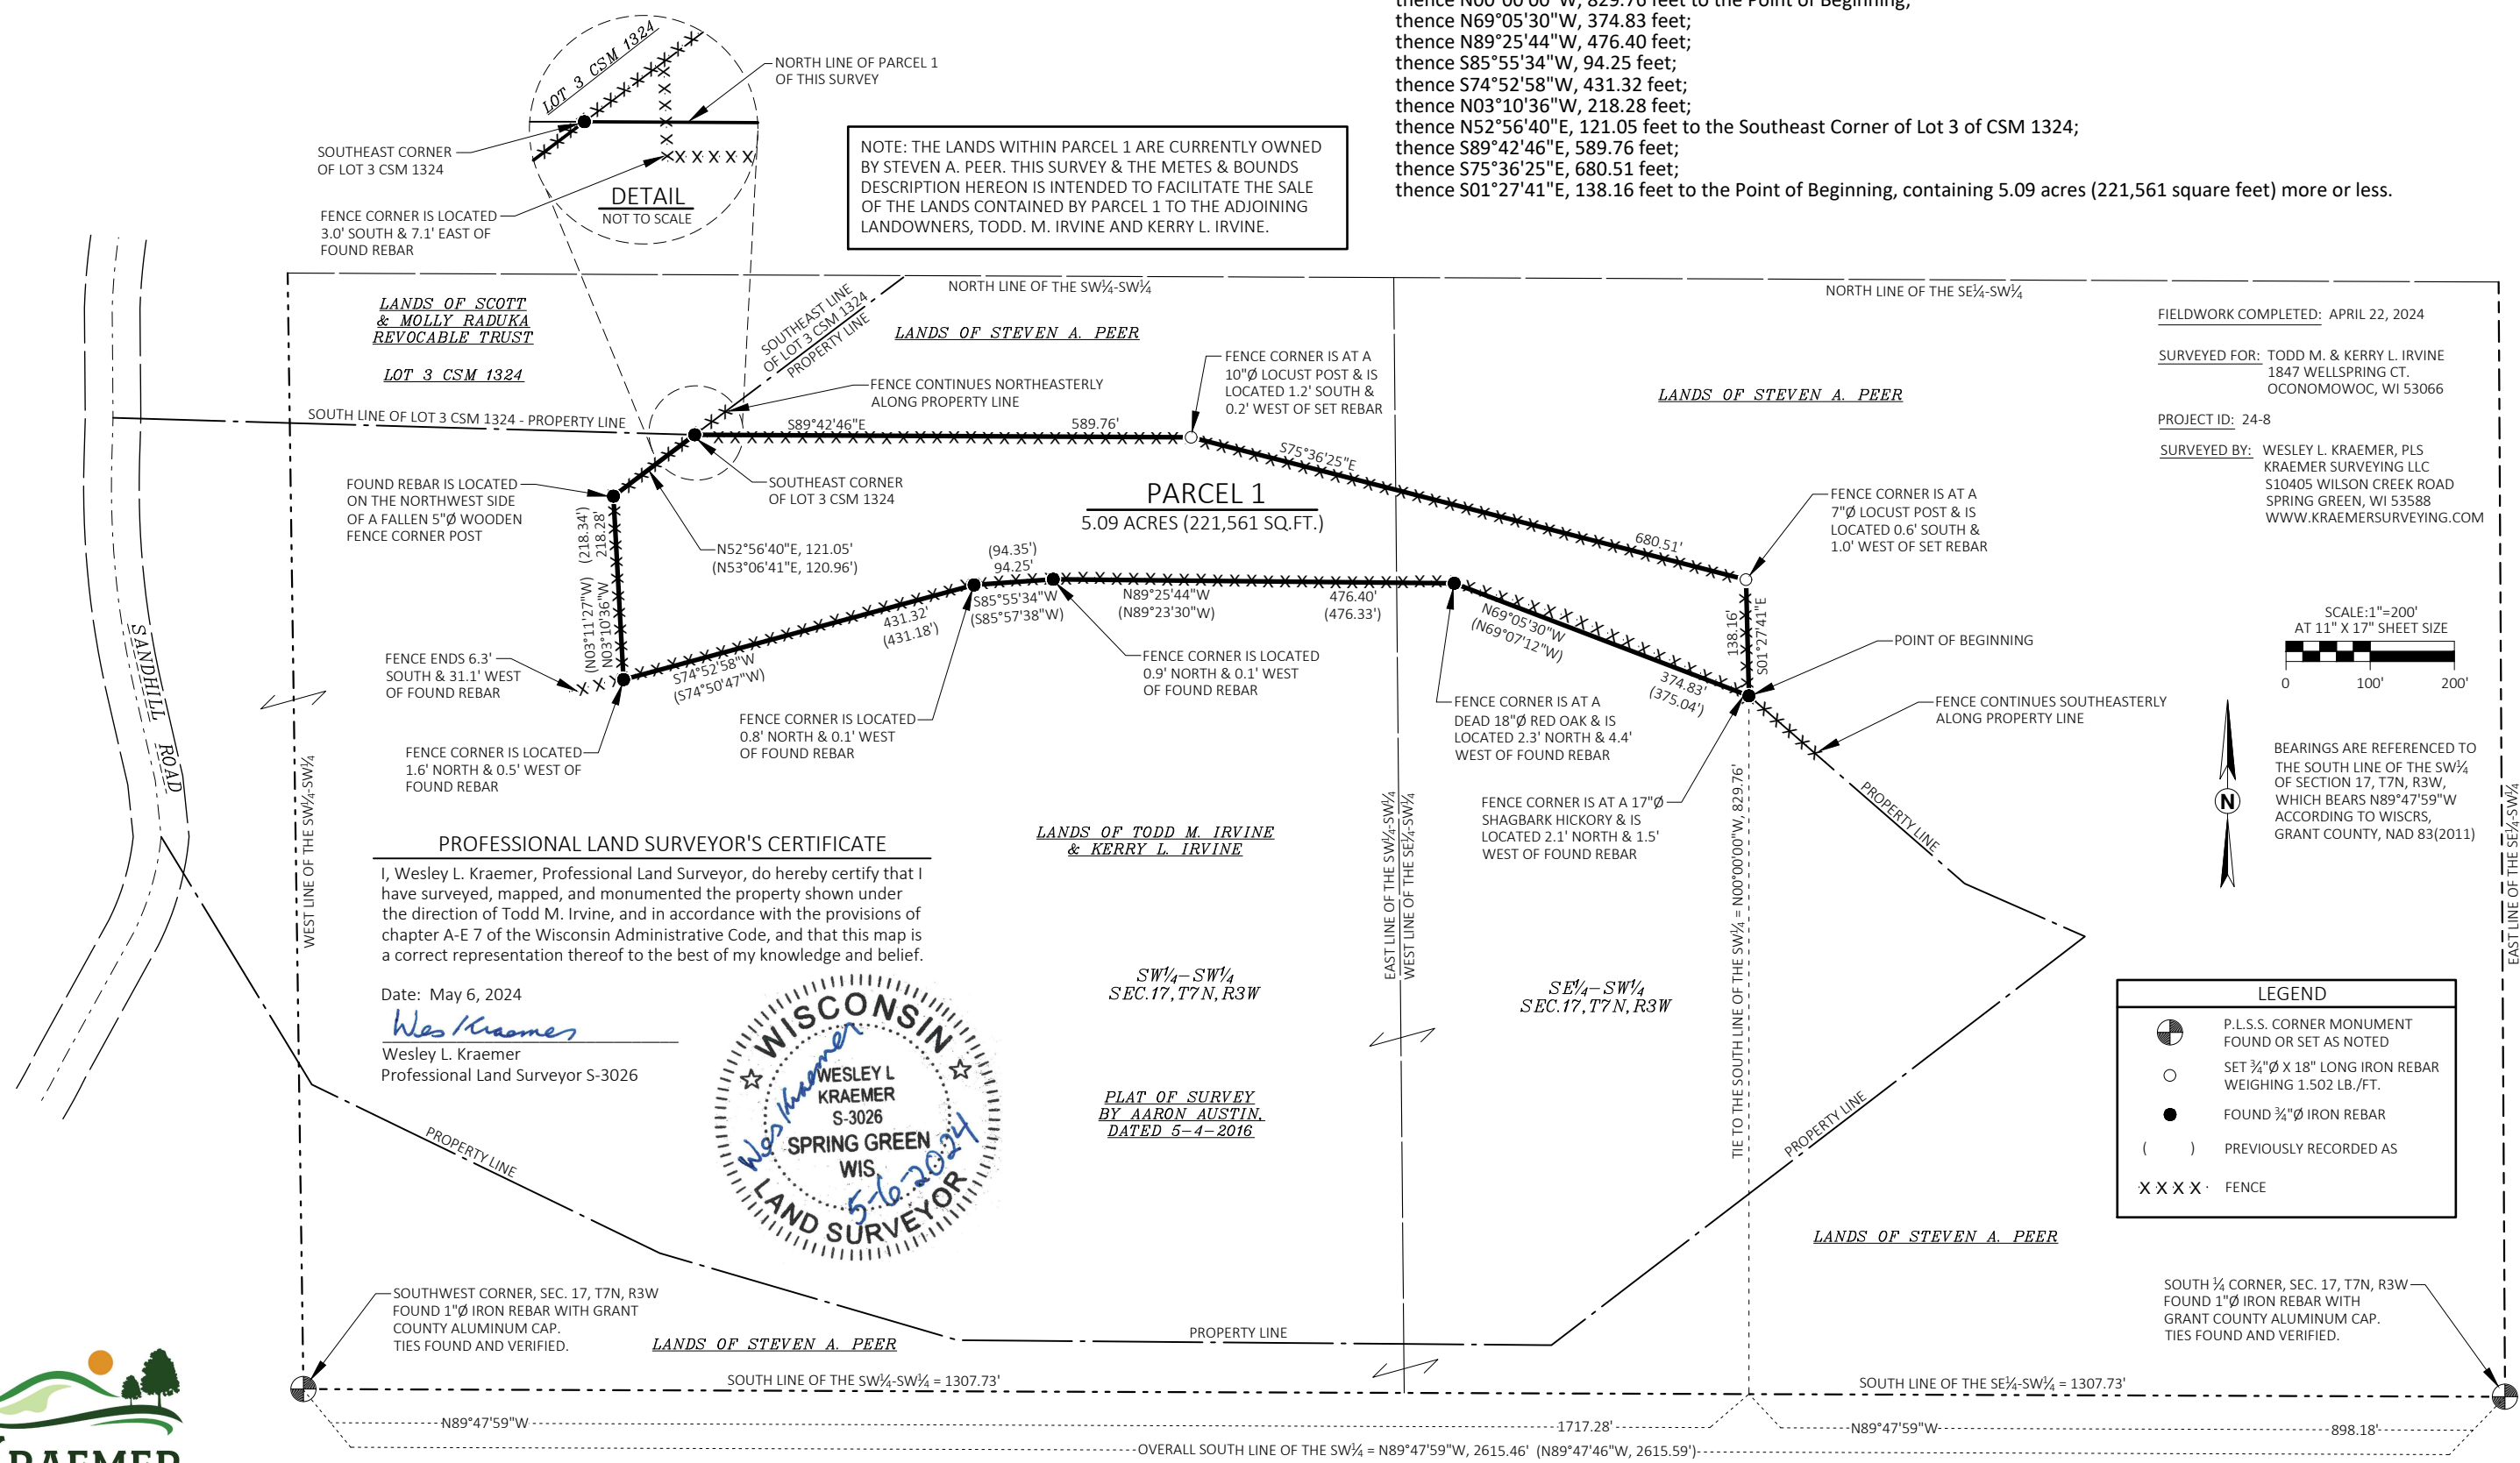 thence N00°00'00"W, 829.76 feet to the Point of Beginning;
thence N69°05'30"W, 374.83 feet;
thence N89°25'44"W, 476.40 feet;
thence S85°55'34"W, 94.25 feet;
thence S74°52'58"W, 431.32 feet;
thence N03°10'36"W, 218.28 feet;
thence N52°56'40"E, 121.05 feet to the Southeast Corner of Lot 3 of CSM 1324;
thence S89°42'46"E, 589.76 feet;
thence S75°36'25"E, 680.51 feet;
thence S01°27'41"E, 138.16 feet to the Point of Beginning, containing 5.09 acres (221,561 square feet) more or less.
LOT 3 CSM 1324
NORTH LINE OF PARCEL 1
OF THIS SURVEY
SOUTHEAST CORNER
OF LOT 3 CSM 1324
DETAIL
NOT TO SCALE
FENCE CORNER IS LOCATED
3.0' SOUTH & 7.1' EAST OF
FOUND REBAR
NOTE: THE LANDS WITHIN PARCEL 1 ARE CURRENTLY OWNED
BY STEVEN A. PEER. THIS SURVEY & THE METES & BOUNDS
DESCRIPTION HEREON IS INTENDED TO FACILITATE THE SALE
OF THE LANDS CONTAINED BY PARCEL 1 TO THE ADJOINING
LANDOWNERS, TODD. M. IRVINE AND KERRY L. IRVINE.
NORTH LINE OF THE SW¼-SW¼
NORTH LINE OF THE SE¼-SW¼
LANDS OF SCOTT
& MOLLY RADUKA
REVOCABLE TRUST
LOT 3 CSM 1324
SOUTHEAST LINE
OF LOT 3 CSM 1324
PROPERTY LINE
LANDS OF STEVEN A. PEER
FENCE CONTINUES NORTHEASTERLY
ALONG PROPERTY LINE
FENCE CORNER IS AT A
10"Ø LOCUST POST & IS
LOCATED 1.2' SOUTH &
0.2' WEST OF SET REBAR
LANDS OF STEVEN A. PEER
FIELDWORK COMPLETED: APRIL 22, 2024
SURVEYED FOR: TODD M. & KERRY L. IRVINE
1847 WELLSPRING CT.
OCONOMOWOC, WI 53066
PROJECT ID: 24-8
SURVEYED BY: WESLEY L. KRAEMER, PLS
KRAEMER SURVEYING LLC
S10405 WILSON CREEK ROAD
SPRING GREEN, WI 53588
WWW.KRAEMERSURVEYING.COM
SOUTH LINE OF LOT 3 CSM 1324 - PROPERTY LINE
S89°42'46"E 589.76'
S75°36'25"E
680.51'
FOUND REBAR IS LOCATED
ON THE NORTHWEST SIDE
OF A FALLEN 5"Ø WOODEN
FENCE CORNER POST
SOUTHEAST CORNER
OF LOT 3 CSM 1324
PARCEL 1
5.09 ACRES (221,561 SQ.FT.)
FENCE CORNER IS AT A
7"Ø LOCUST POST & IS
LOCATED 0.6' SOUTH &
1.0' WEST OF SET REBAR
(N03°11'27"W) (218.34')
N03°10'36"W 218.28'
N52°56'40"E, 121.05'
(N53°06'41"E, 120.96')
(94.35')
94.25'
S85°55'34"W
(S85°57'38"W)
N89°25'44"W
(N89°23'30"W)
476.40'
(476.33')
N69°05'30"W
(N69°07'12"W)
374.83'
(375.04')
138.16'
S01°27'41"E
431.32'
(431.18')
S74°52'58"W
(S74°50'47"W)
POINT OF BEGINNING
SCALE:1"=200'
AT 11" X 17" SHEET SIZE
0 100' 200'
FENCE ENDS 6.3'
SOUTH & 31.1' WEST
OF FOUND REBAR
FENCE CORNER IS LOCATED
0.9' NORTH & 0.1' WEST
OF FOUND REBAR
FENCE CORNER IS LOCATED
0.8' NORTH & 0.1' WEST
OF FOUND REBAR
FENCE CORNER IS AT A
DEAD 18"Ø RED OAK & IS
LOCATED 2.3' NORTH & 4.4'
WEST OF FOUND REBAR
FENCE CONTINUES SOUTHEASTERLY
ALONG PROPERTY LINE
FENCE CORNER IS LOCATED
1.6' NORTH & 0.5' WEST OF
FOUND REBAR
FENCE CORNER IS AT A 17"Ø
SHAGBARK HICKORY & IS
LOCATED 2.1' NORTH & 1.5'
WEST OF FOUND REBAR
N
BEARINGS ARE REFERENCED TO
THE SOUTH LINE OF THE SW¼
OF SECTION 17, T7N, R3W,
WHICH BEARS N89°47'59"W
ACCORDING TO WISCRS,
GRANT COUNTY, NAD 83(2011)
SANDHILL ROAD
WEST LINE OF THE SW¼-SW¼
EAST LINE OF THE SW¼-SW¼
WEST LINE OF THE SE¼-SW¼
TIE TO THE SOUTH LINE OF THE SW¼ = N00°00'00"W, 829.76'
EAST LINE OF THE SE¼-SW¼
PROPERTY LINE
PROFESSIONAL LAND SURVEYOR'S CERTIFICATE
I, Wesley L. Kraemer, Professional Land Surveyor, do hereby certify that I
have surveyed, mapped, and monumented the property shown under
the direction of Todd M. Irvine, and in accordance with the provisions of
chapter A-E 7 of the Wisconsin Administrative Code, and that this map is
a correct representation thereof to the best of my knowledge and belief.
Date: May 6, 2024
Wes Kraemer
Wesley L. Kraemer
Professional Land Surveyor S-3026
WISCONSIN
WESLEY L
KRAEMER
S-3026
SPRING GREEN
WIS.
LAND SURVEYOR
Wes Kraemer
5-6-2024
LANDS OF TODD M. IRVINE
& KERRY L. IRVINE
SW¼-SW¼
SEC.17,T7N,R3W
SE¼-SW¼
SEC.17,T7N,R3W
PLAT OF SURVEY
BY AARON AUSTIN,
DATED 5-4-2016
LEGEND
P.L.S.S. CORNER MONUMENT
FOUND OR SET AS NOTED
SET ¾"Ø X 18" LONG IRON REBAR
WEIGHING 1.502 LB./FT.
FOUND ¾"Ø IRON REBAR
( ) PREVIOUSLY RECORDED AS
X X X X FENCE
PROPERTY LINE
PROPERTY LINE
LANDS OF STEVEN A. PEER
SOUTHWEST CORNER, SEC. 17, T7N, R3W
FOUND 1"Ø IRON REBAR WITH GRANT
COUNTY ALUMINUM CAP.
TIES FOUND AND VERIFIED.
LANDS OF STEVEN A. PEER
PROPERTY LINE
SOUTH ¼ CORNER, SEC. 17, T7N, R3W
FOUND 1"Ø IRON REBAR WITH
GRANT COUNTY ALUMINUM CAP.
TIES FOUND AND VERIFIED.
SOUTH LINE OF THE SW¼-SW¼ = 1307.73'
SOUTH LINE OF THE SE¼-SW¼ = 1307.73'
N89°47'59"W 1717.28'
N89°47'59"W 898.18'
OVERALL SOUTH LINE OF THE SW¼ = N89°47'59"W, 2615.46' (N89°47'46"W, 2615.59')
KRAEMER